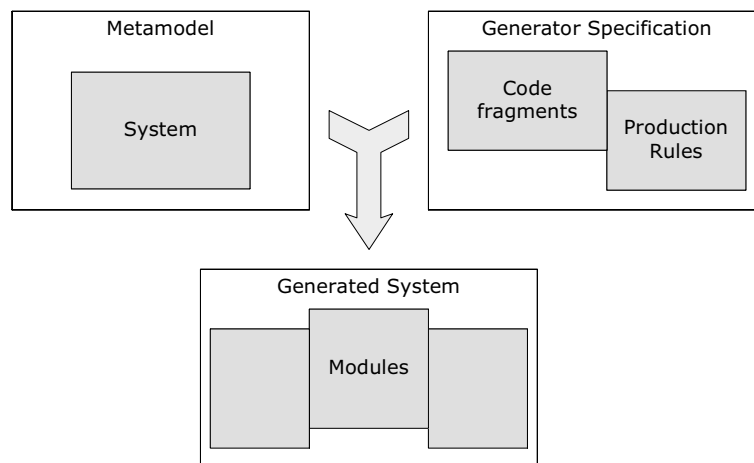 Metamodel
System
Generator Specification
Code
fragments
Production
Rules
Generated System
Modules